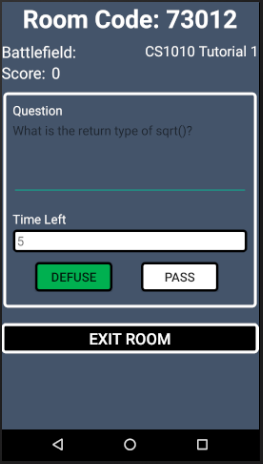 Room Code: 73012
Battlefield: CS1010 Tutorial 1
Score: 0
Question
What is the return type of sqrt()?
Time Left
5
DEFUSE PASS
EXIT ROOM